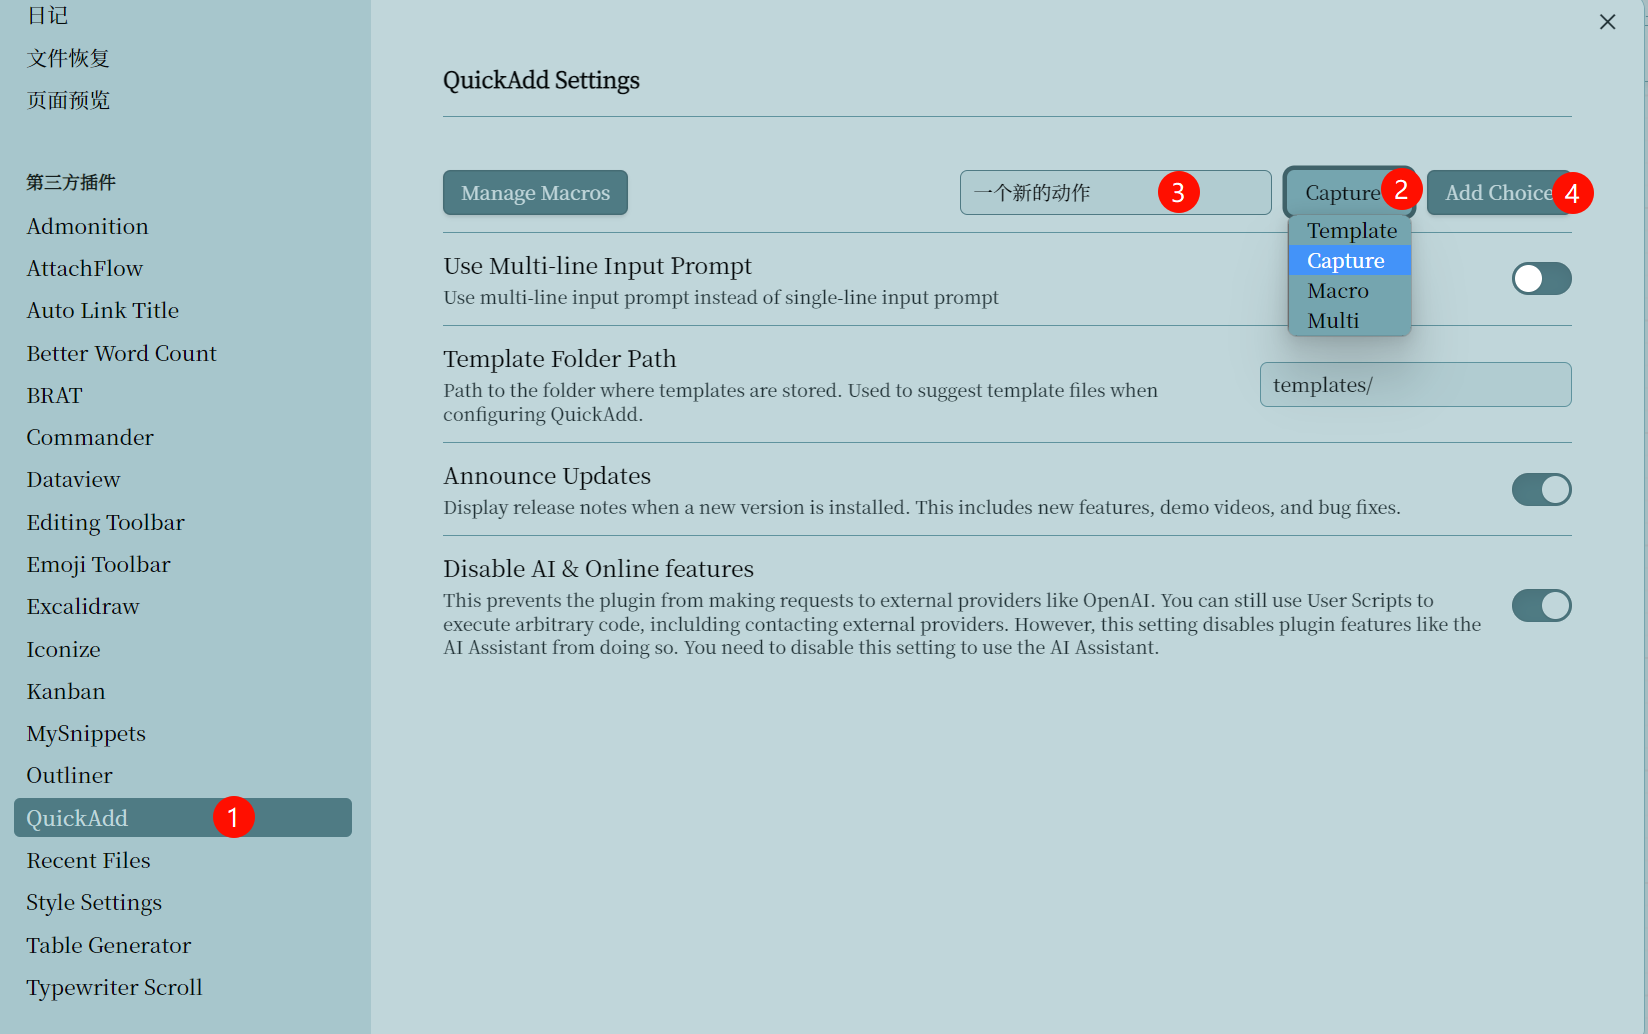 日记
文件恢复
页面预览
第三方插件
Admonition
AttachFlow
Auto Link Title
Better Word Count
BRAT
Commander
Dataview
Editing Toolbar
Emoji Toolbar
Excalidraw
Iconize
Kanban
MySnippets
Outliner
QuickAdd 1
Recent Files
Style Settings
Table Generator
Typewriter Scroll
QuickAdd Settings
Manage Macros 一个新的动作 3 Capture 2 Add Choice 4
Template
Capture
Macro
Multi
Use Multi-line Input Prompt
Use multi-line input prompt instead of single-line input prompt
Template Folder Path
Path to the folder where templates are stored. Used to suggest template files when
configuring QuickAdd.
templates/
Announce Updates
Display release notes when a new version is installed. This includes new features, demo videos, and bug fixes.
Disable AI & Online features
This prevents the plugin from making requests to external providers like OpenAI. You can still use User Scripts to
execute arbitrary code, inclulding contacting external providers. However, this setting disables plugin features like the
AI Assistant from doing so. You need to disable this setting to use the AI Assistant.